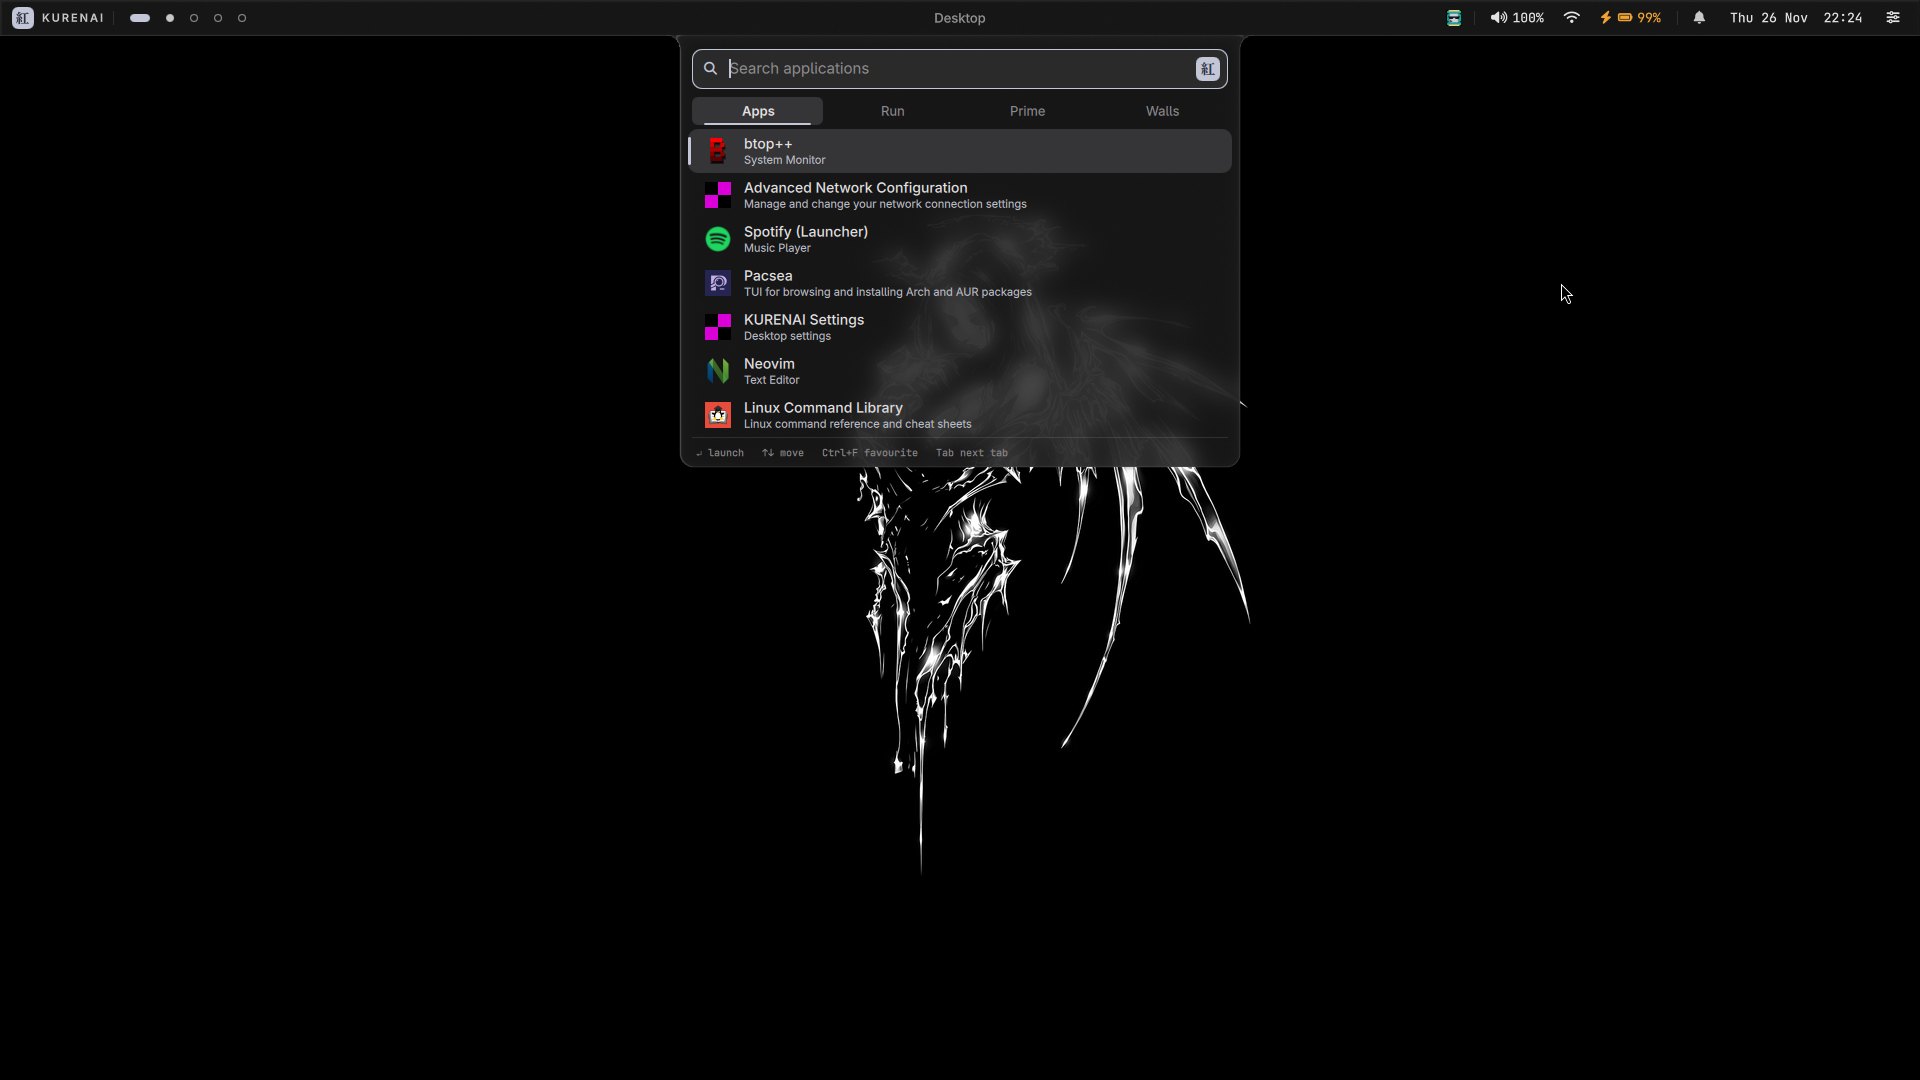 紅 KURENAI
Desktop
100%
99%
Thu 26 Nov 22:24
Search applications 紅
Apps Run Prime Walls
btop++
System Monitor
Advanced Network Configuration
Manage and change your network connection settings
Spotify (Launcher)
Music Player
Pacsea
TUI for browsing and installing Arch and AUR packages
KURENAI Settings
Desktop settings
Neovim
Text Editor
Linux Command Library
Linux command reference and cheat sheets
↵ launch ↑↓ move Ctrl+F favourite Tab next tab